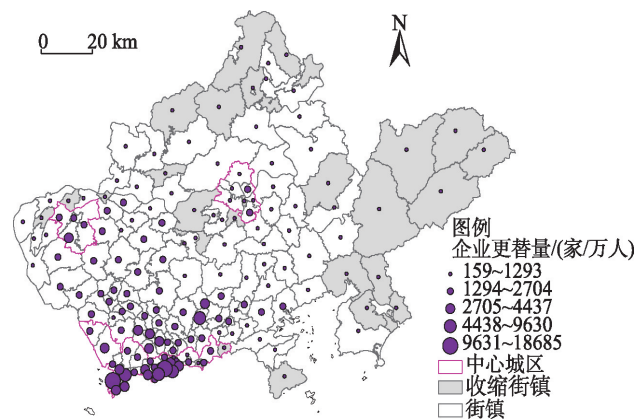 N
0 20 km
图例
企业更替量/(家/万人)
159~1293
1294~2704
2705~4437
4438~9630
9631~18685
中心城区
收缩街镇
街镇